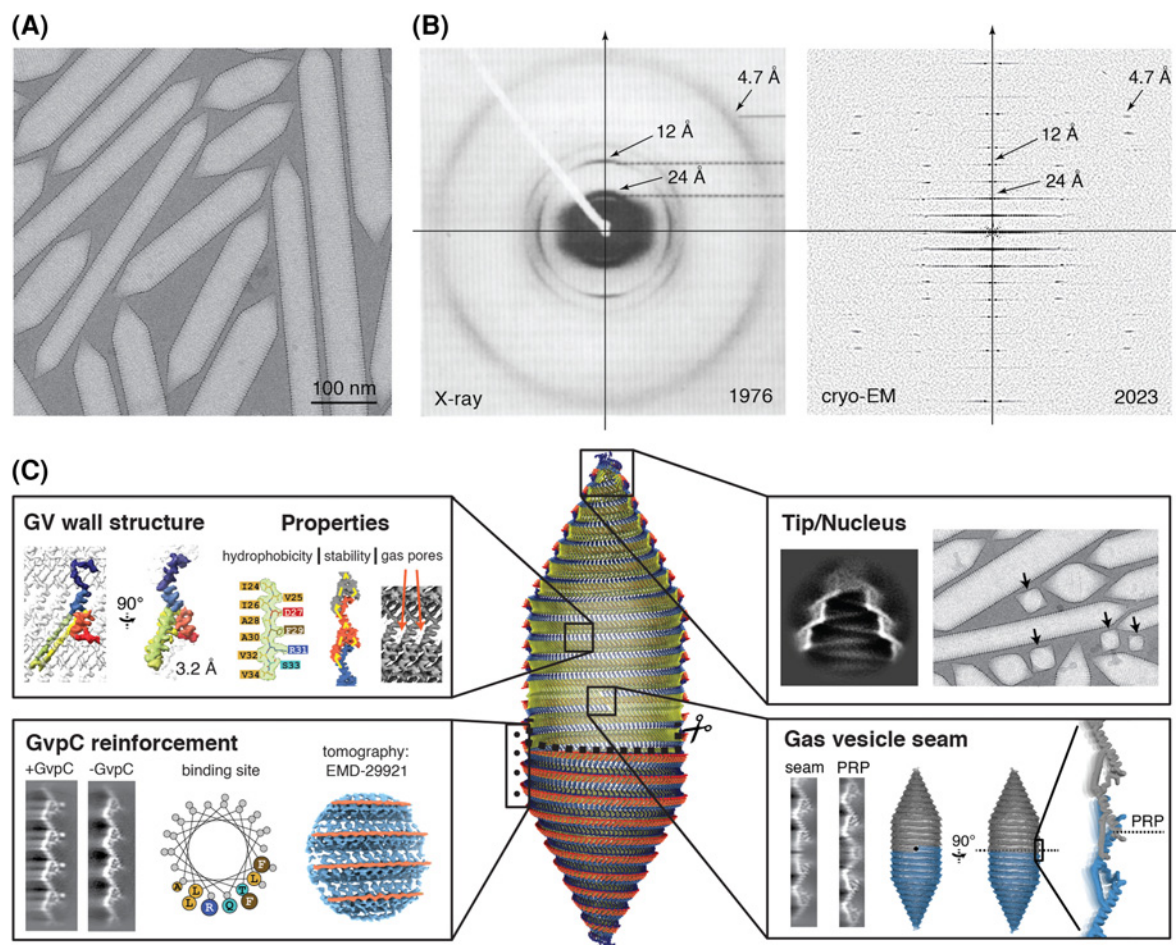 (A)
100 nm
(B)
4.7 Å
12 Å
24 Å
X-ray
1976
4.7 Å
12 Å
24 Å
cryo-EM
2023
(C)
GV wall structure
90°
3.2 Å
Properties
hydrophobicity | stability | gas pores
I24
V25
I26
D27
A28
F29
A30
R31
V32
S33
V34
Tip/Nucleus
GvpC reinforcement
+GvpC -GvpC
binding site
A
L
L
R
Q
T
F
L
F
tomography:
EMD-29921
Gas vesicle seam
seam PRP
90°
PRP